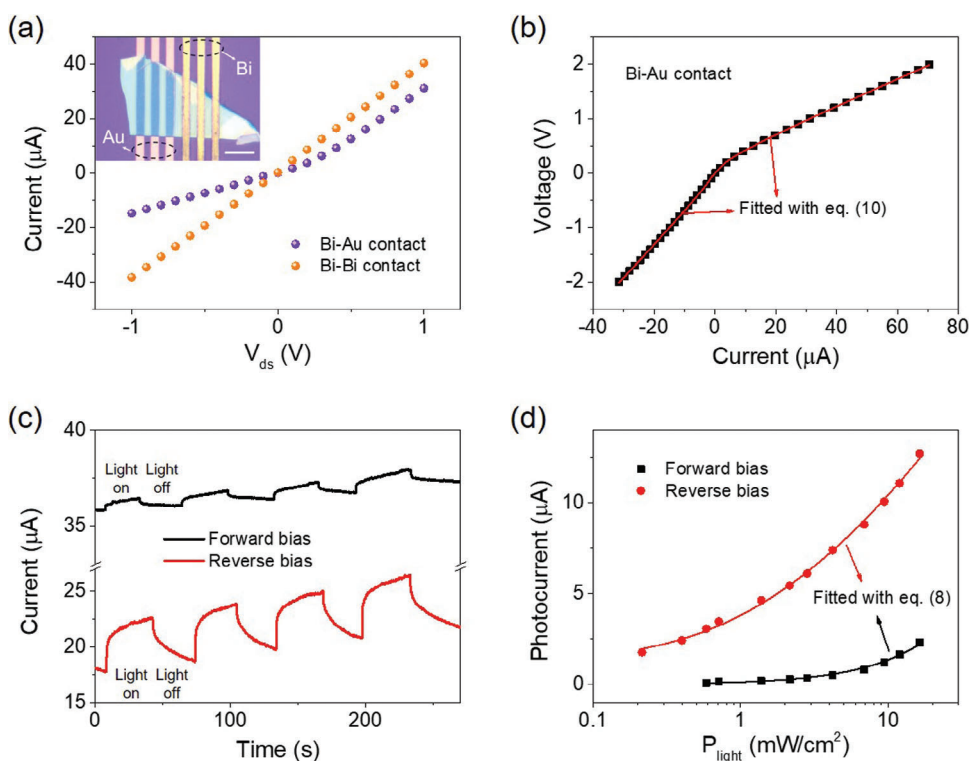 (a)
40
20
0
-20
-40
Current (μA)
Bi
Au
Bi-Au contact
Bi-Bi contact
-1
0
1
V_ds (V)
(b)
2
1
0
-1
-2
Voltage (V)
Bi-Au contact
Fitted with eq. (10)
-40 -20 0 20 40 60 80
Current (μA)
(c)
40
35
25
20
15
Current (μA)
Light Light
on off
Forward bias
Reverse bias
Light Light
on off
0 100 200
Time (s)
(d)
10
5
0
Photocurrent (μA)
Forward bias
Reverse bias
Fitted with eq. (8)
0.1 1 10
P_light (mW/cm²)